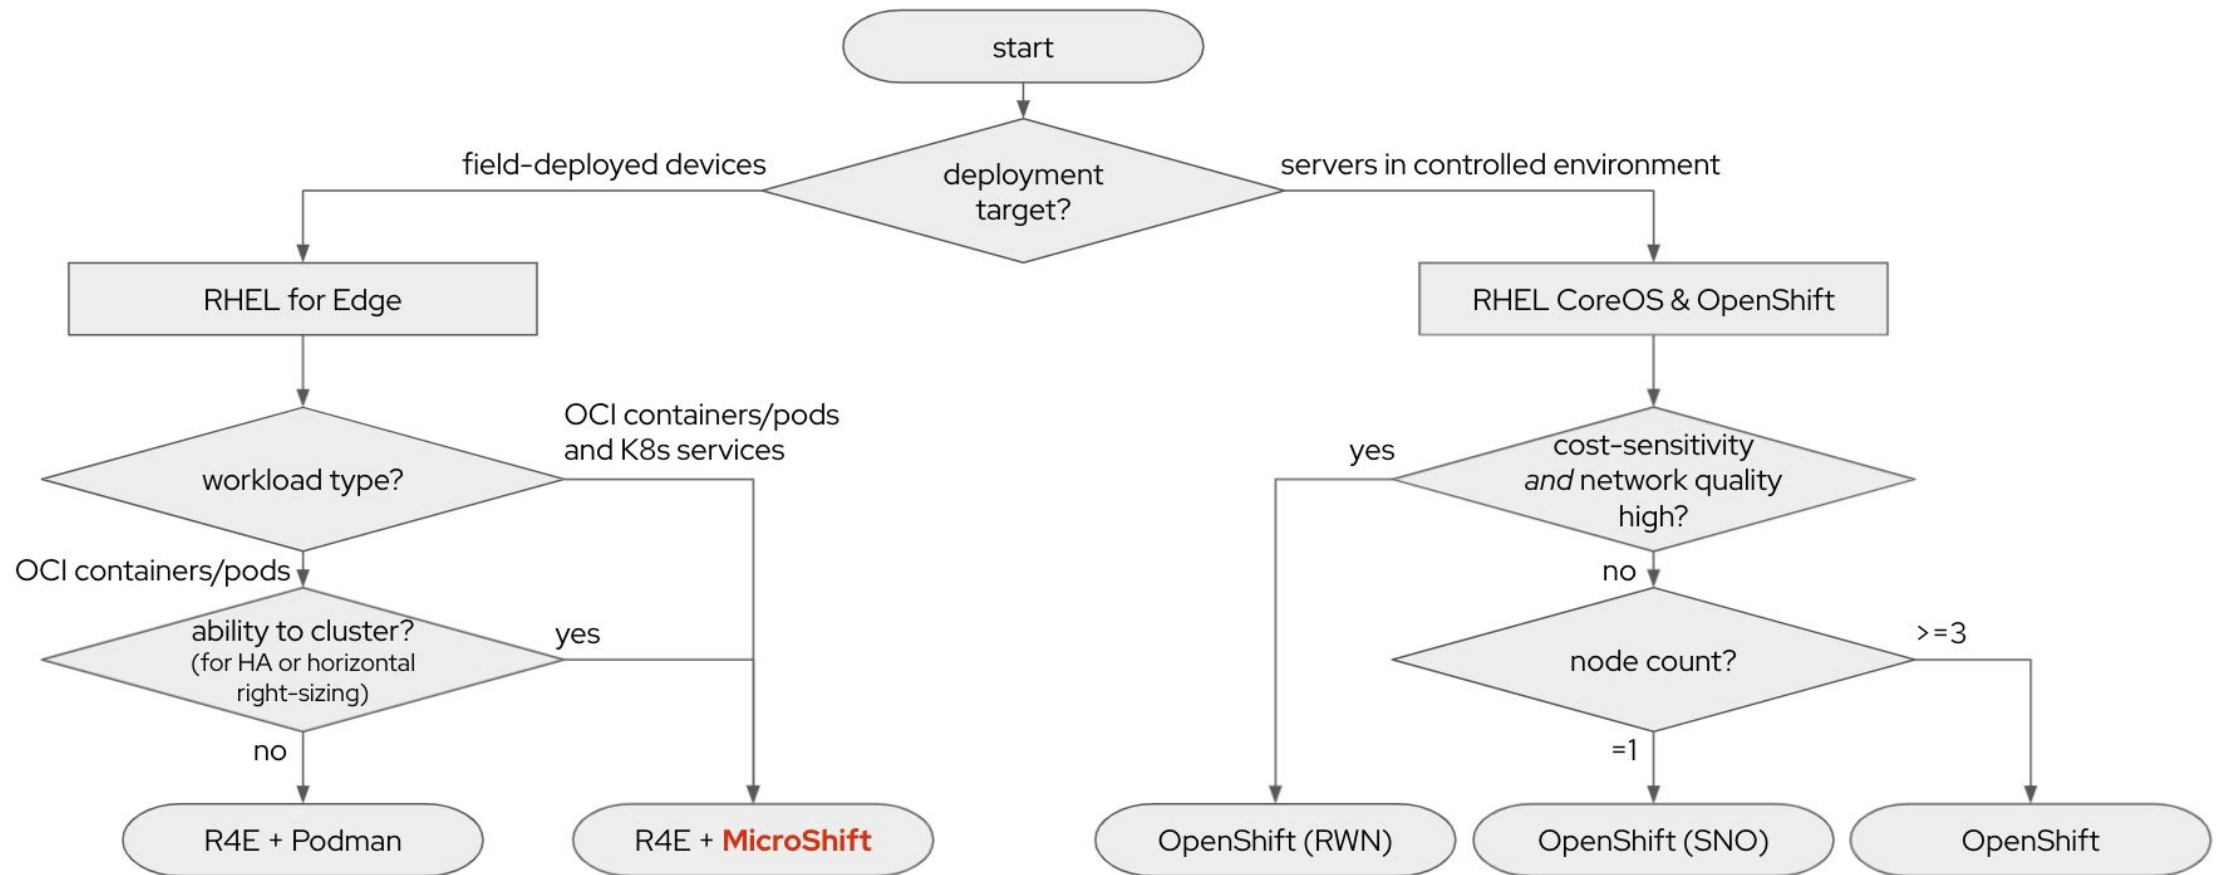 start
field-deployed devices
deployment
target?
servers in controlled environment
RHEL for Edge
RHEL CoreOS & OpenShift
workload type?
OCI containers/pods
and K8s services
yes
cost-sensitivity
and network quality
high?
OCI containers/pods
no
ability to cluster?
(for HA or horizontal
right-sizing)
yes
node count?
>=3
no
=1
R4E + Podman
R4E + MicroShift
OpenShift (RWN)
OpenShift (SNO)
OpenShift